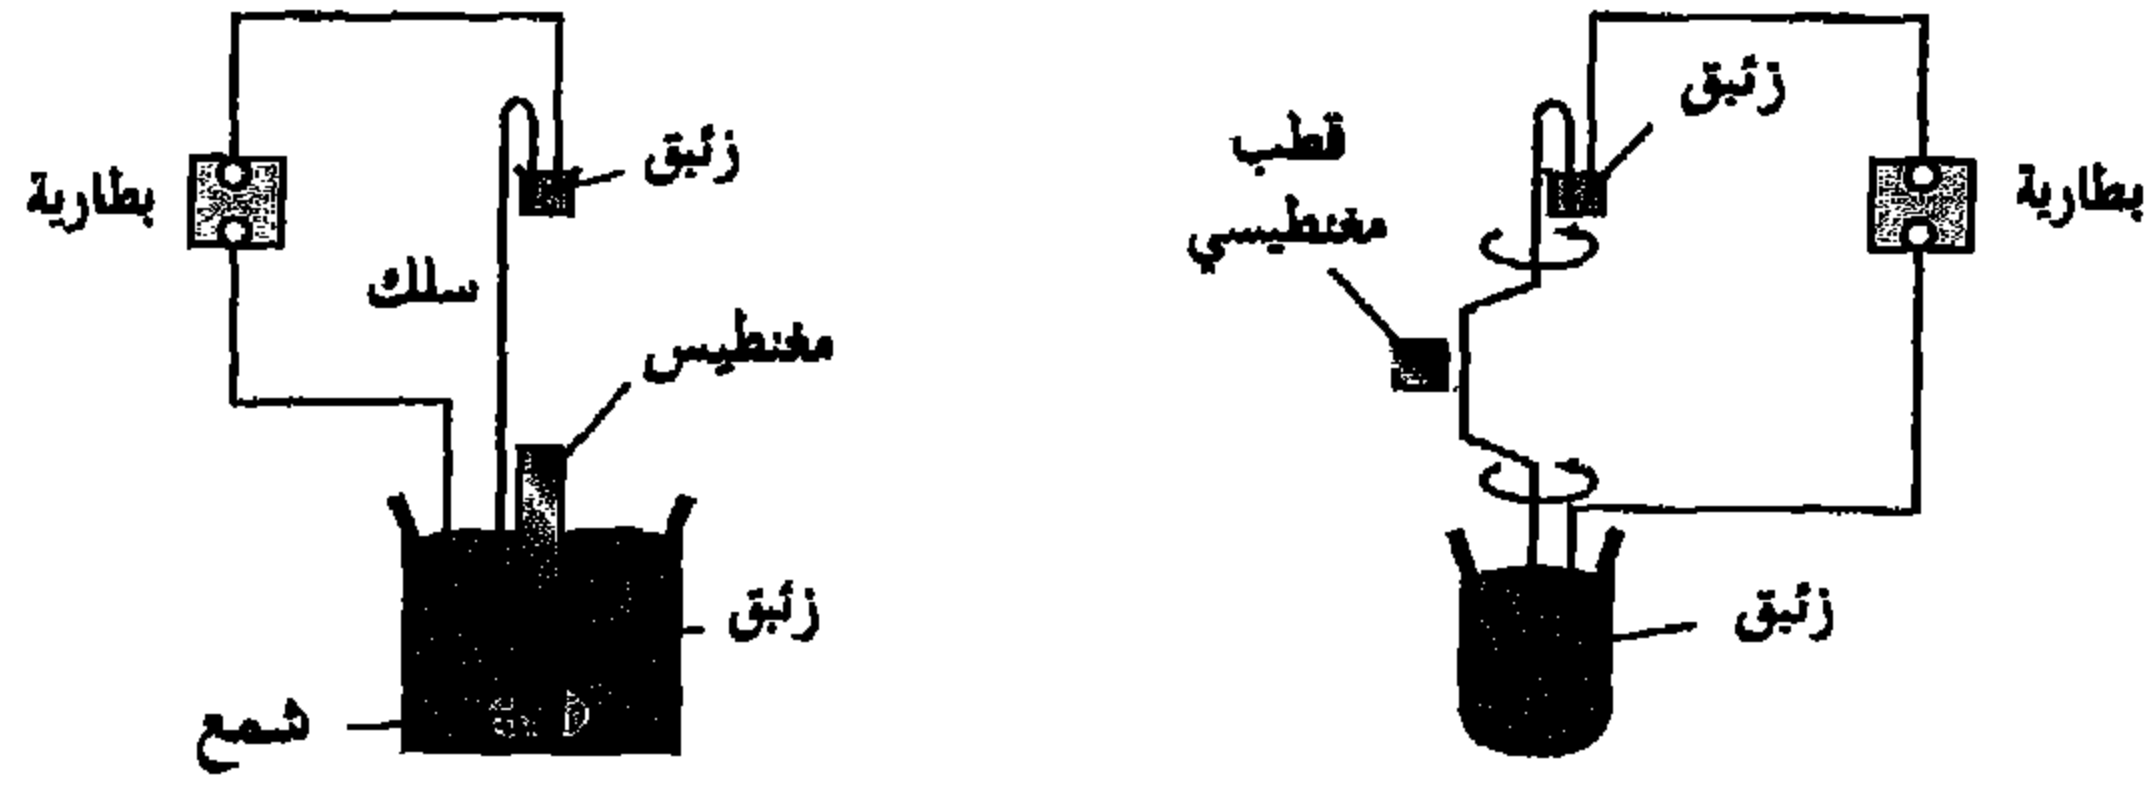 زئبق
قطب
مغنطيسي
بطارية
زئبق
زئبق
بطارية
سلك
مغنطيس
زئبق
شمع